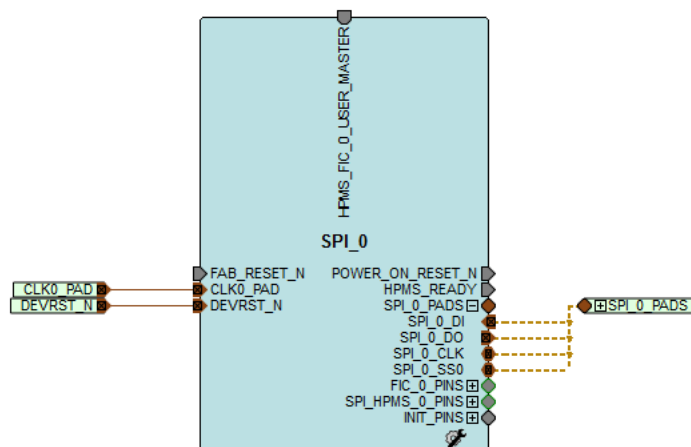 HPMS_FIC_0_USER_MASTER
SPI_0
FAB_RESET_N
POWER_ON_RESET_N
CLK0_PAD
CLK0_PAD
HPMS_READY
DEVRST_N
DEVRST_N
SPI_0_PADS
SPI_0_PADS
SPI_0_DI
SPI_0_DO
SPI_0_CLK
SPI_0_SS0
FIC_0_PINS
SPI_HPMS_0_PINS
INIT_PINS